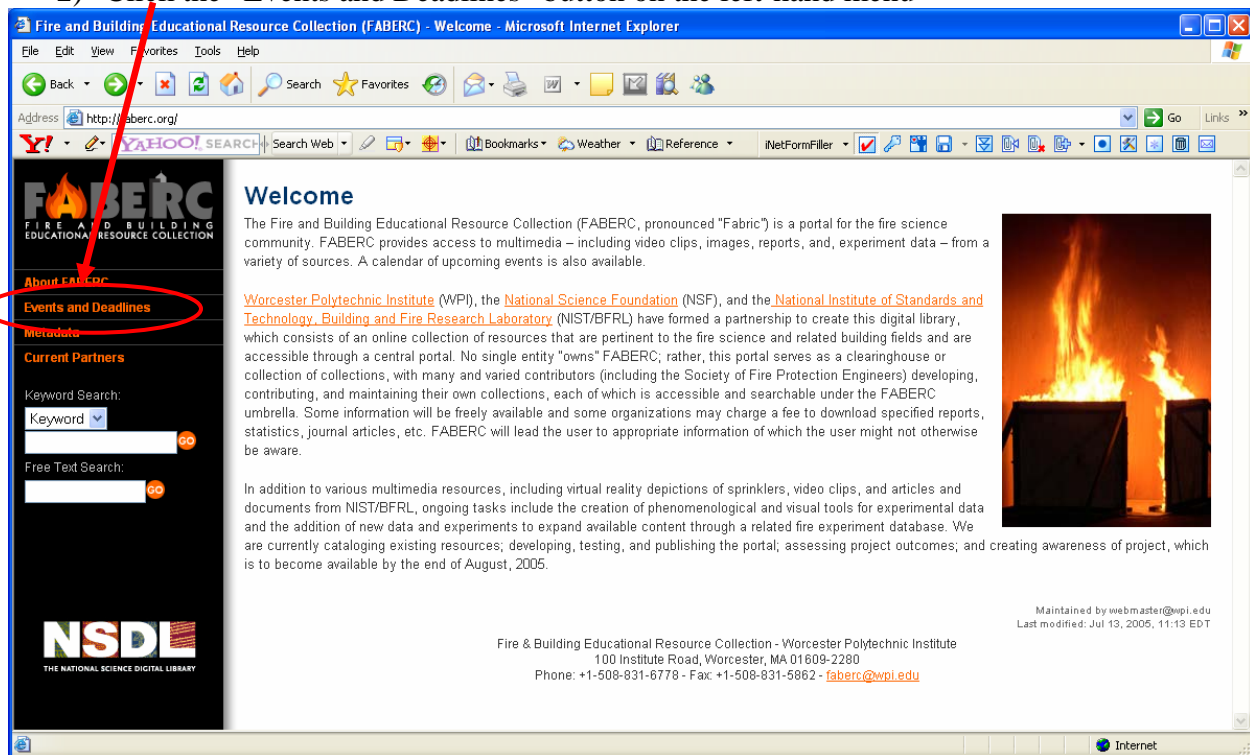 2) Click the "Events and Deadlines" button on the left-hand menu
Fire and Building Educational Resource Collection (FABERC) - Welcome - Microsoft Internet Explorer
File Edit View Favorites Tools Help
Back Search Favorites
Address http://faberc.org/ Go Links »
Y! YAHOO! SEARCH Search Web Bookmarks Weather Reference iNetFormFiller
FABERC
FIRE AND BUILDING
EDUCATIONAL RESOURCE COLLECTION
About FABERC
Events and Deadlines
Metadata
Current Partners
Keyword Search:
Keyword
GO
Free Text Search:
GO
NSDL
THE NATIONAL SCIENCE DIGITAL LIBRARY
Welcome
The Fire and Building Educational Resource Collection (FABERC, pronounced "Fabric") is a portal for the fire science
community. FABERC provides access to multimedia – including video clips, images, reports, and, experiment data – from a
variety of sources. A calendar of upcoming events is also available.
Worcester Polytechnic Institute (WPI), the National Science Foundation (NSF), and the National Institute of Standards and
Technology, Building and Fire Research Laboratory (NIST/BFRL) have formed a partnership to create this digital library,
which consists of an online collection of resources that are pertinent to the fire science and related building fields and are
accessible through a central portal. No single entity "owns" FABERC; rather, this portal serves as a clearinghouse or
collection of collections, with many and varied contributors (including the Society of Fire Protection Engineers) developing,
contributing, and maintaining their own collections, each of which is accessible and searchable under the FABERC
umbrella. Some information will be freely available and some organizations may charge a fee to download specified reports,
statistics, journal articles, etc. FABERC will lead the user to appropriate information of which the user might not otherwise
be aware.
In addition to various multimedia resources, including virtual reality depictions of sprinklers, video clips, and articles and
documents from NIST/BFRL, ongoing tasks include the creation of phenomenological and visual tools for experimental data
and the addition of new data and experiments to expand available content through a related fire experiment database. We
are currently cataloging existing resources; developing, testing, and publishing the portal; assessing project outcomes; and creating awareness of project, which
is to become available by the end of August, 2005.
Maintained by webmaster@wpi.edu
Last modified: Jul 13, 2005, 11:13 EDT
Fire & Building Educational Resource Collection - Worcester Polytechnic Institute
100 Institute Road, Worcester, MA 01609-2280
Phone: +1-508-831-6778 - Fax: +1-508-831-5862 - faberc@wpi.edu
Internet